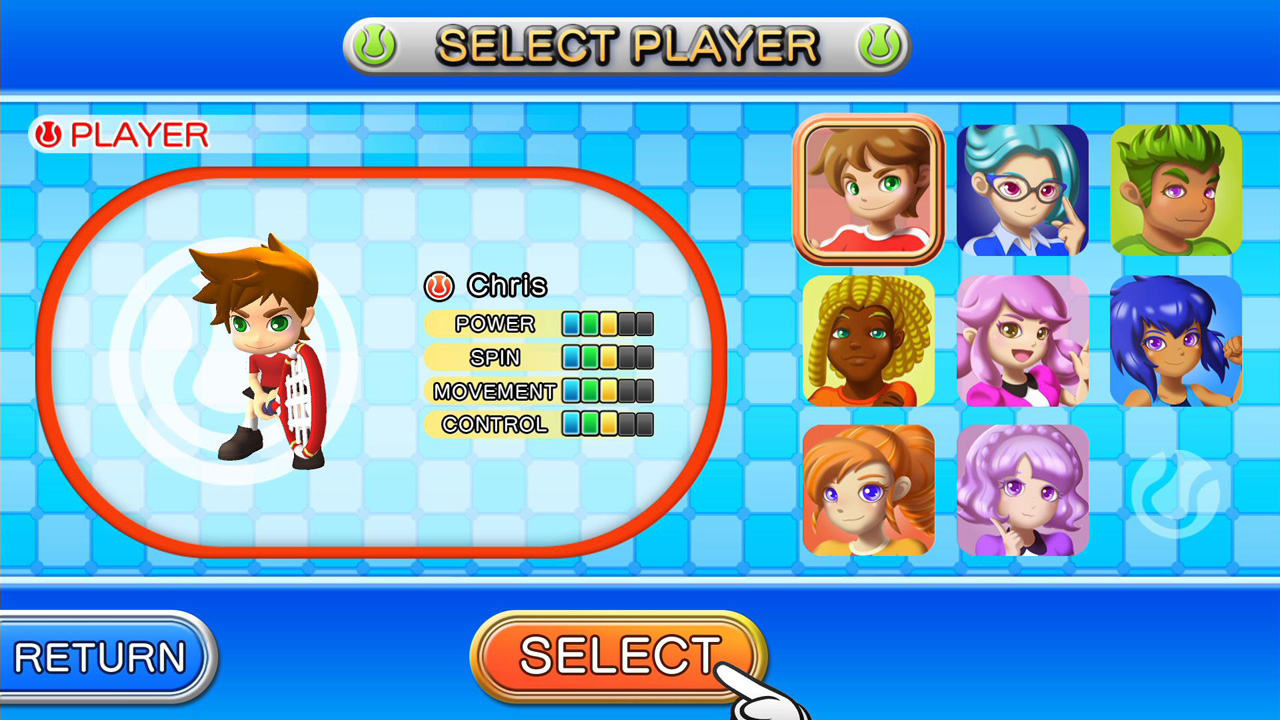 SELECT PLAYER
PLAYER
Chris
POWER
SPIN
MOVEMENT
CONTROL
RETURN
SELECT